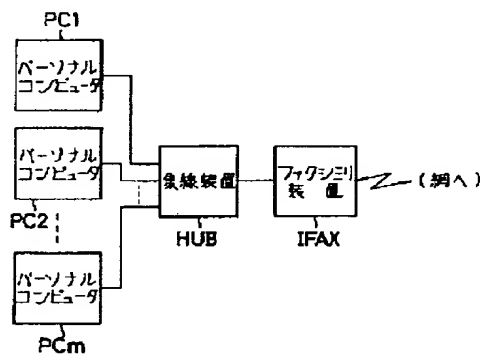 PC1
パーソナル
コンピュータ
パーソナル
コンピュータ
PC2
パーソナル
コンピュータ
PCm
集線装置
HUB
ファクシミリ
装置
IFAX
(網へ)